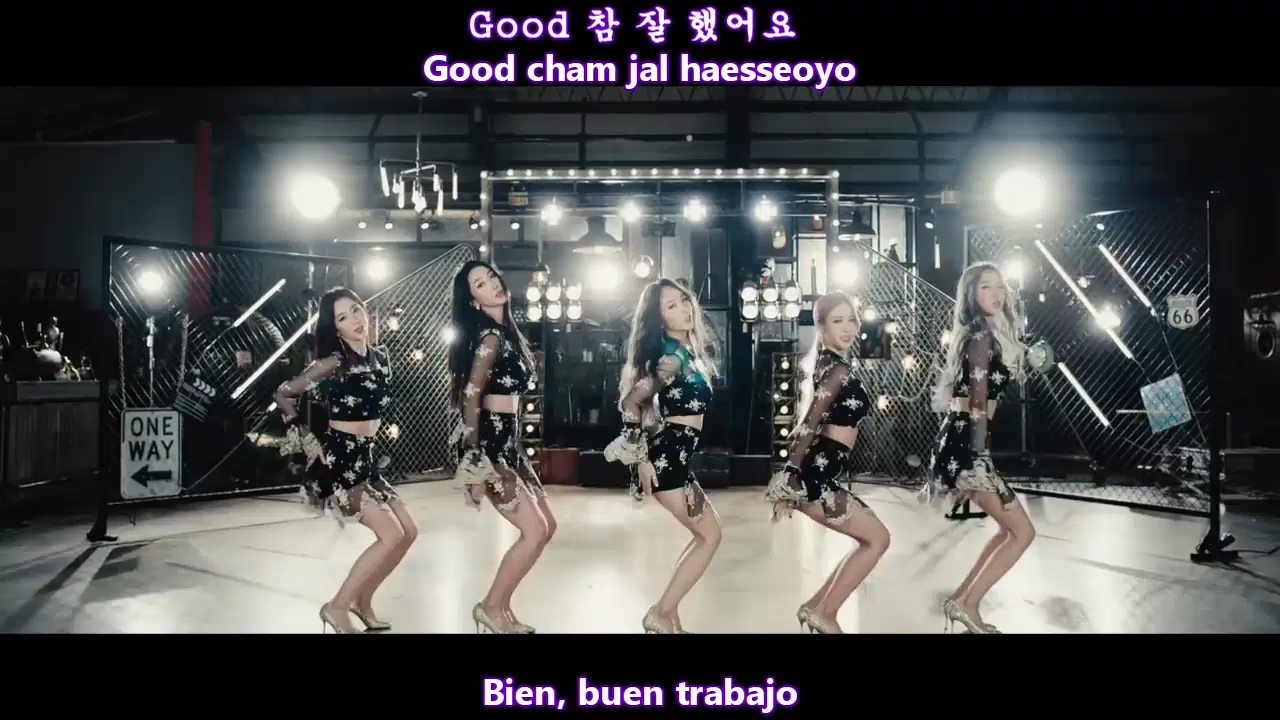 Good 참 잘 했어요
Good cham jal haesseoyo
ONE
WAY
66
Bien, buen trabajo